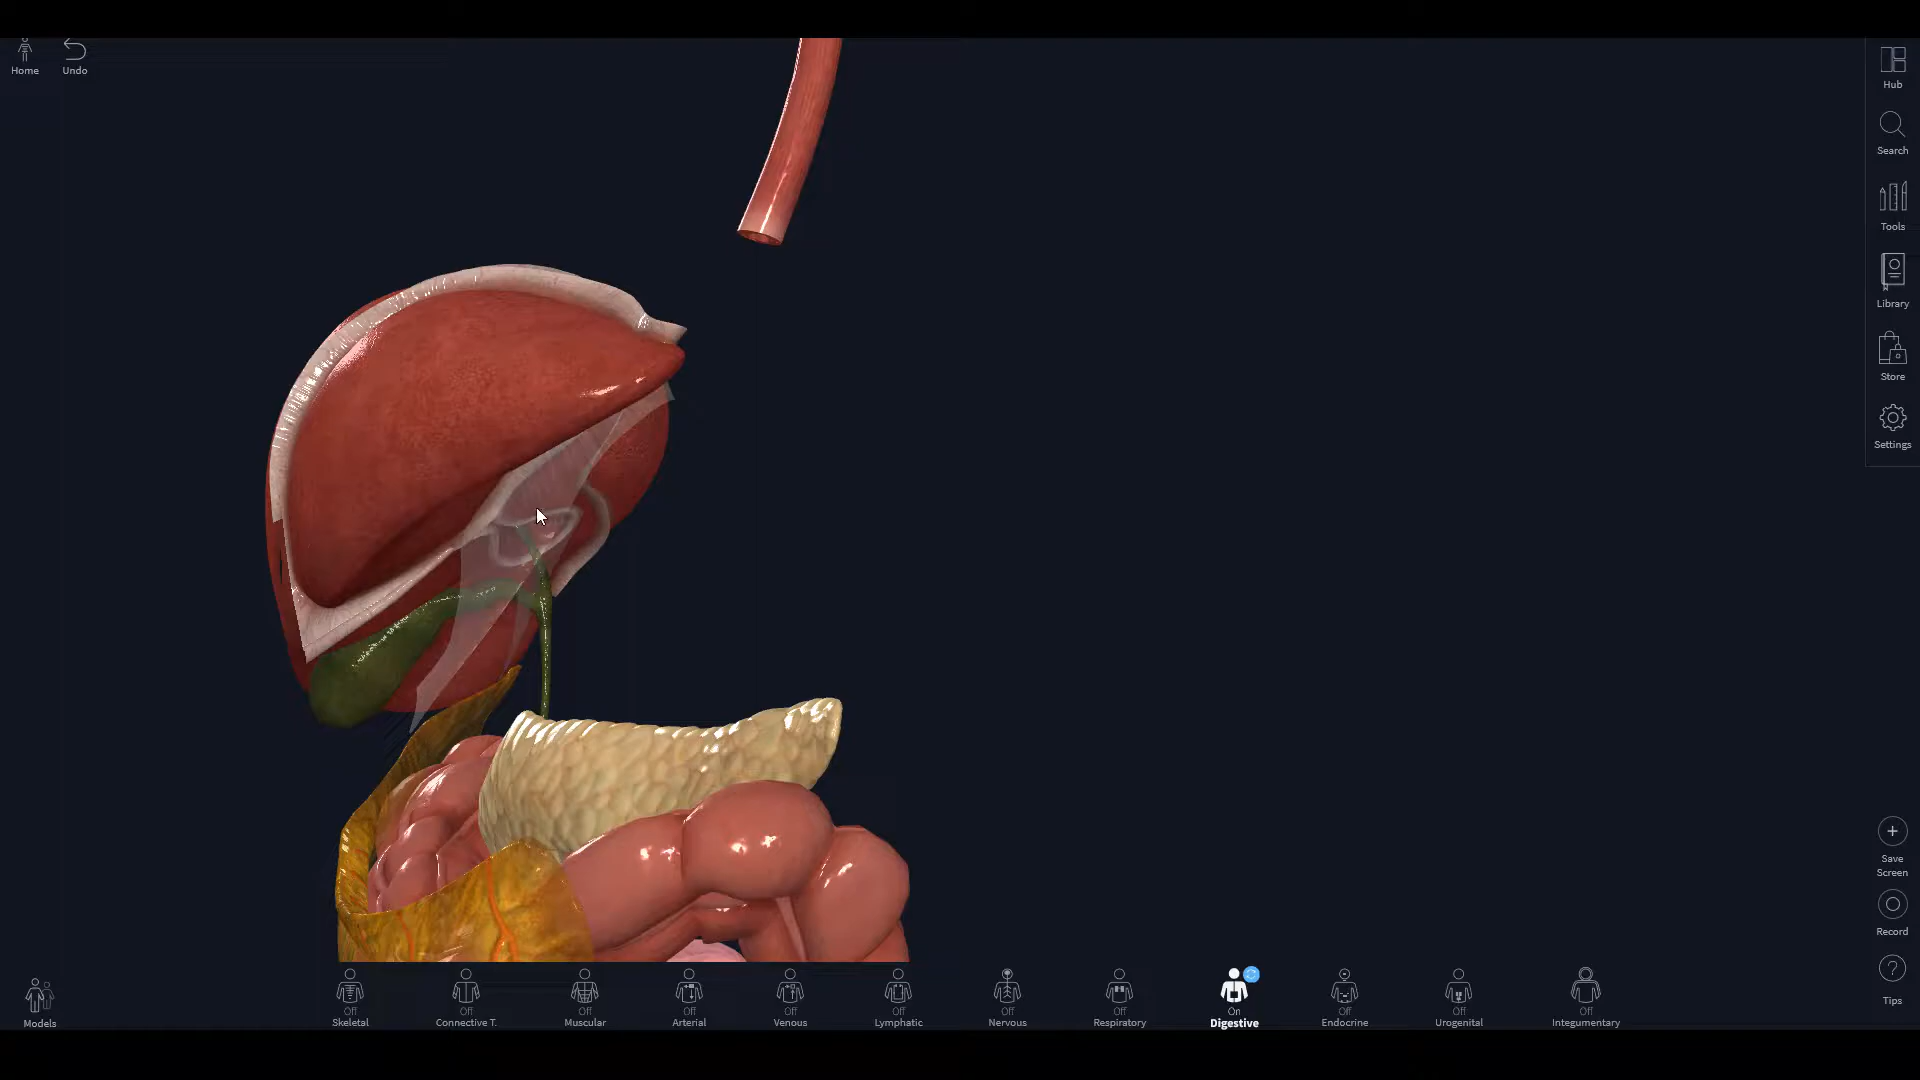 Home
Undo
Hub
Search
Tools
Library
Store
Settings
+
Save
Screen
Record
?
Tips
Models
Off
Skeletal
Off
Connective T.
Off
Muscular
Off
Arterial
Off
Venous
Off
Lymphatic
Off
Nervous
Off
Respiratory
On
Digestive
Off
Endocrine
Off
Urogenital
Off
Integumentary